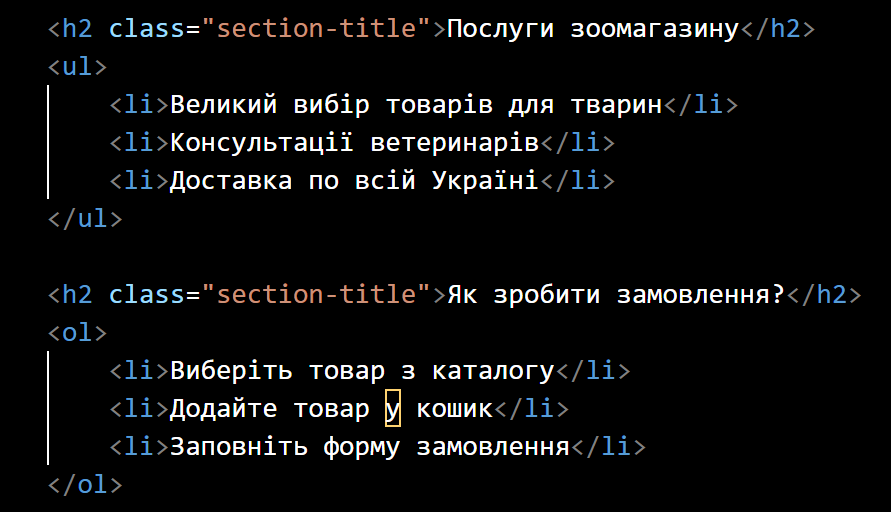 <h2 class="section-title">Послуги зоомагазину</h2>
<ul>
<li>Великий вибір товарів для тварин</li>
<li>Консультації ветеринарів</li>
<li>Доставка по всій Україні</li>
</ul>
<h2 class="section-title">Як зробити замовлення?</h2>
<ol>
<li>Виберіть товар з каталогу</li>
<li>Додайте товар у кошик</li>
<li>Заповніть форму замовлення</li>
</ol>